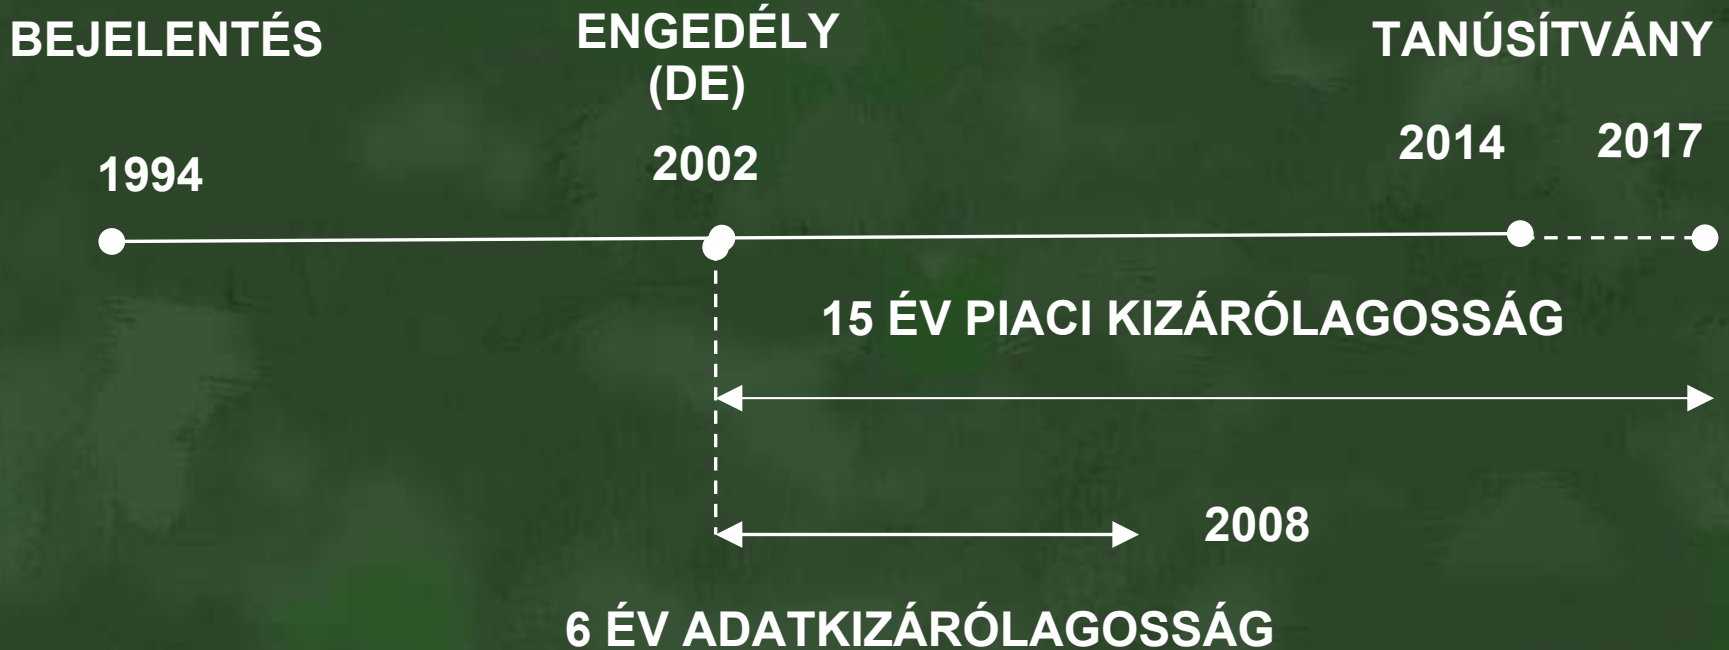 BEJELENTÉS
ENGEDÉLY
(DE)
TANÚSÍTVÁNY
1994
2002
2014
2017
15 ÉV PIACI KIZÁRÓLAGOSSÁG
2008
6 ÉV ADATKIZÁRÓLAGOSSÁG